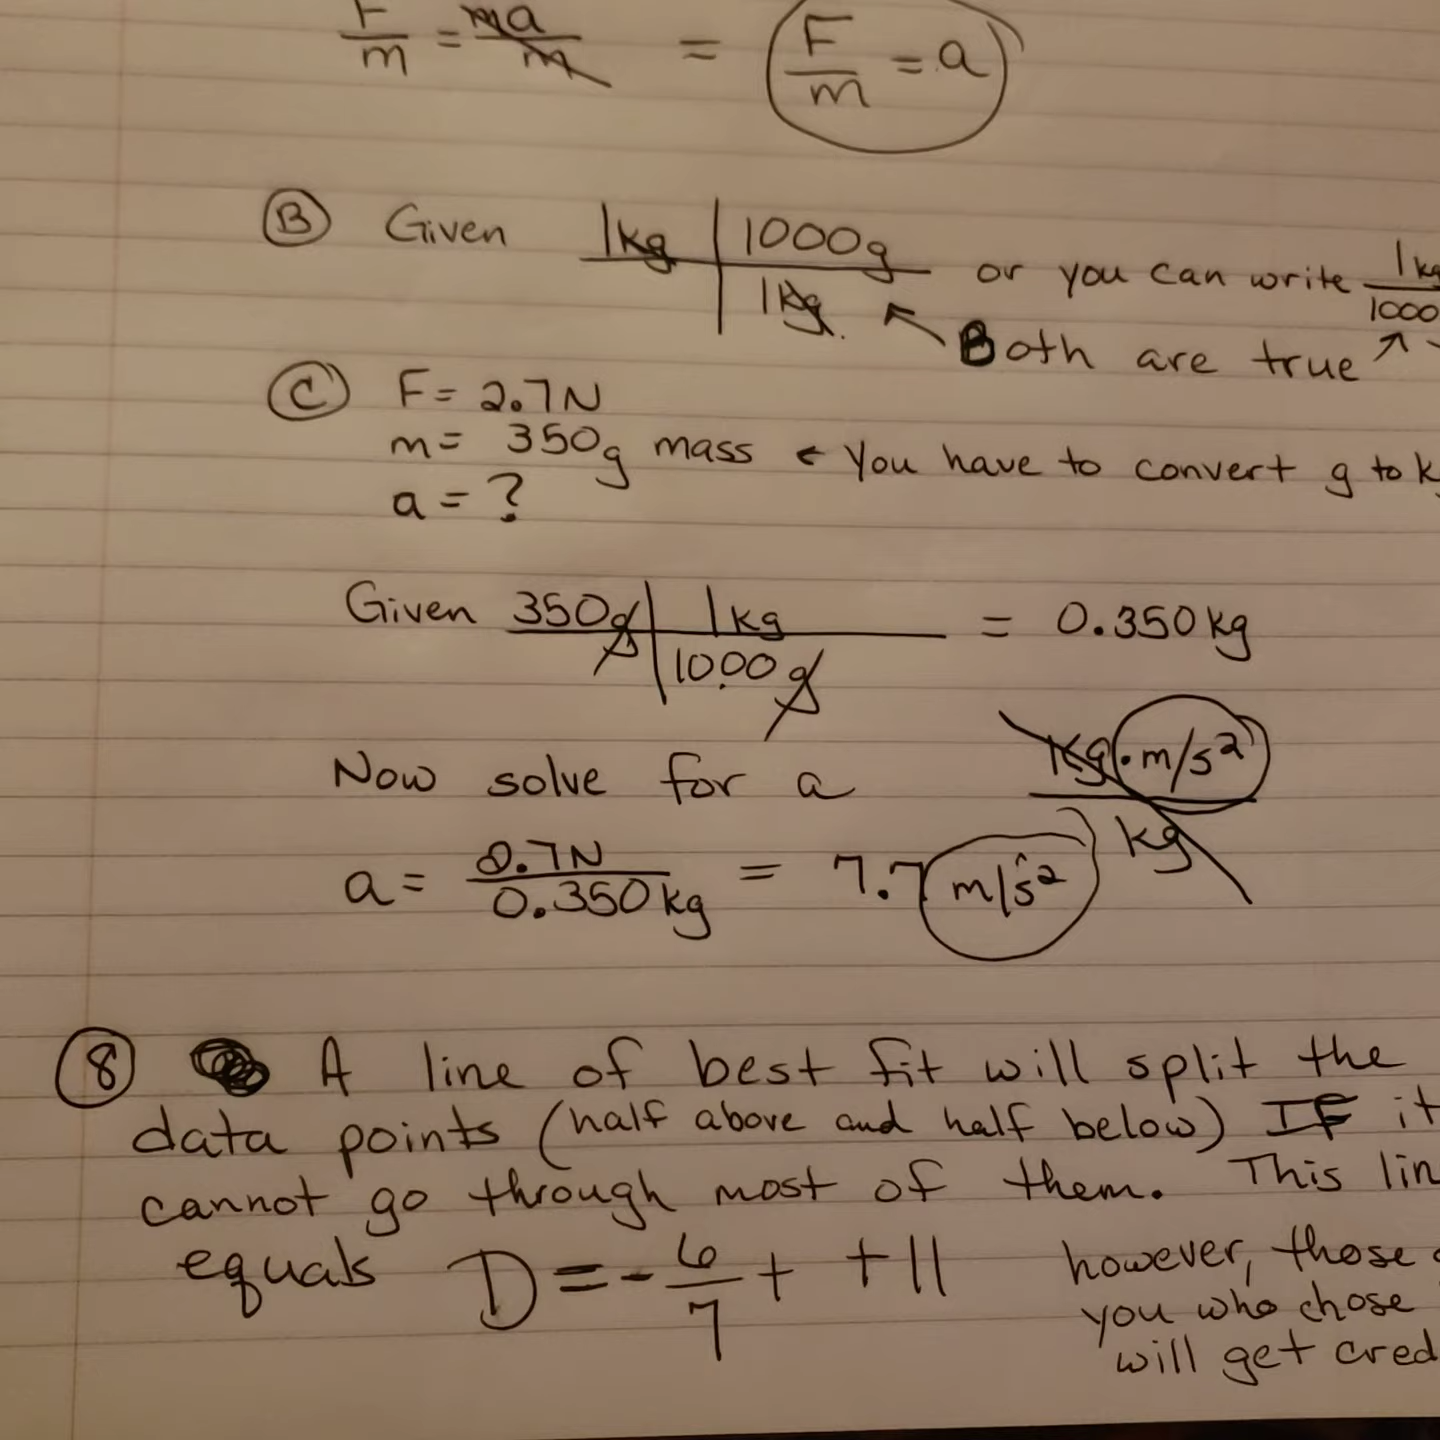 F/m = ma/m = F/m = a
B Given 1kg | 1000g / 1kg or you can write 1kg/1000
Both are true
C F = 2.7N
m = 350g mass ← You have to convert g to k
a = ?
Given 350g | 1kg / 1000g = 0.350kg
Now solve for a kg·m/s² / kg
a = 2.7N / 0.350kg = 7.7 m/s²
8 A line of best fit will split the
data points (half above and half below) IF it
cannot go through most of them. This lin
equals D = -6/7 t + 11 however, those
you who chose
will get cred